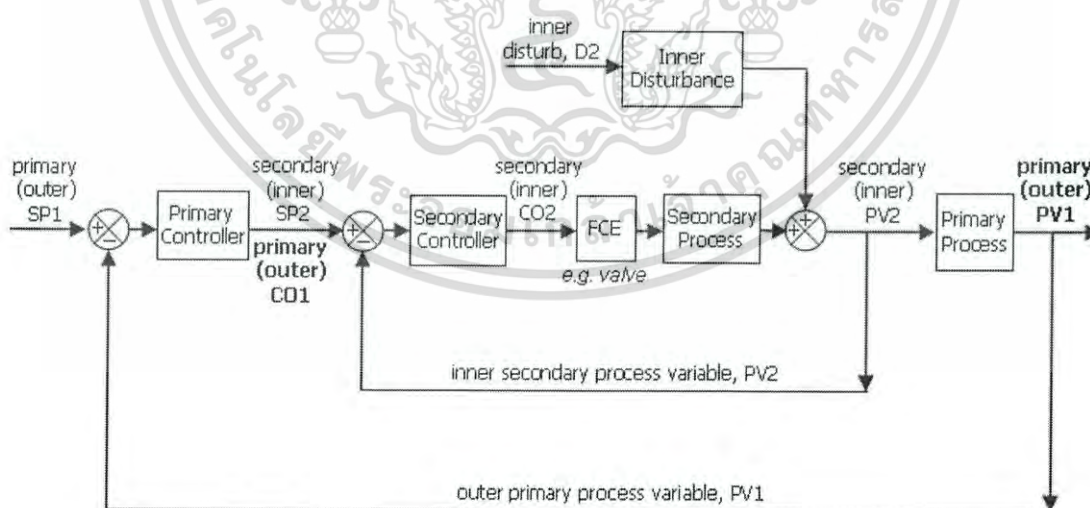 inner
disturb, D2
Inner
Disturbance
primary
(outer)
SP1
Primary
Controller
secondary
(inner)
SP2
primary
(outer)
CO1
secondary
(inner)
CO2
Secondary
Controller
FCE
e.g. valve
Secondary
Process
secondary
(inner)
PV2
Primary
Process
primary
(outer)
PV1
inner secondary process variable, PV2
outer primary process variable, PV1